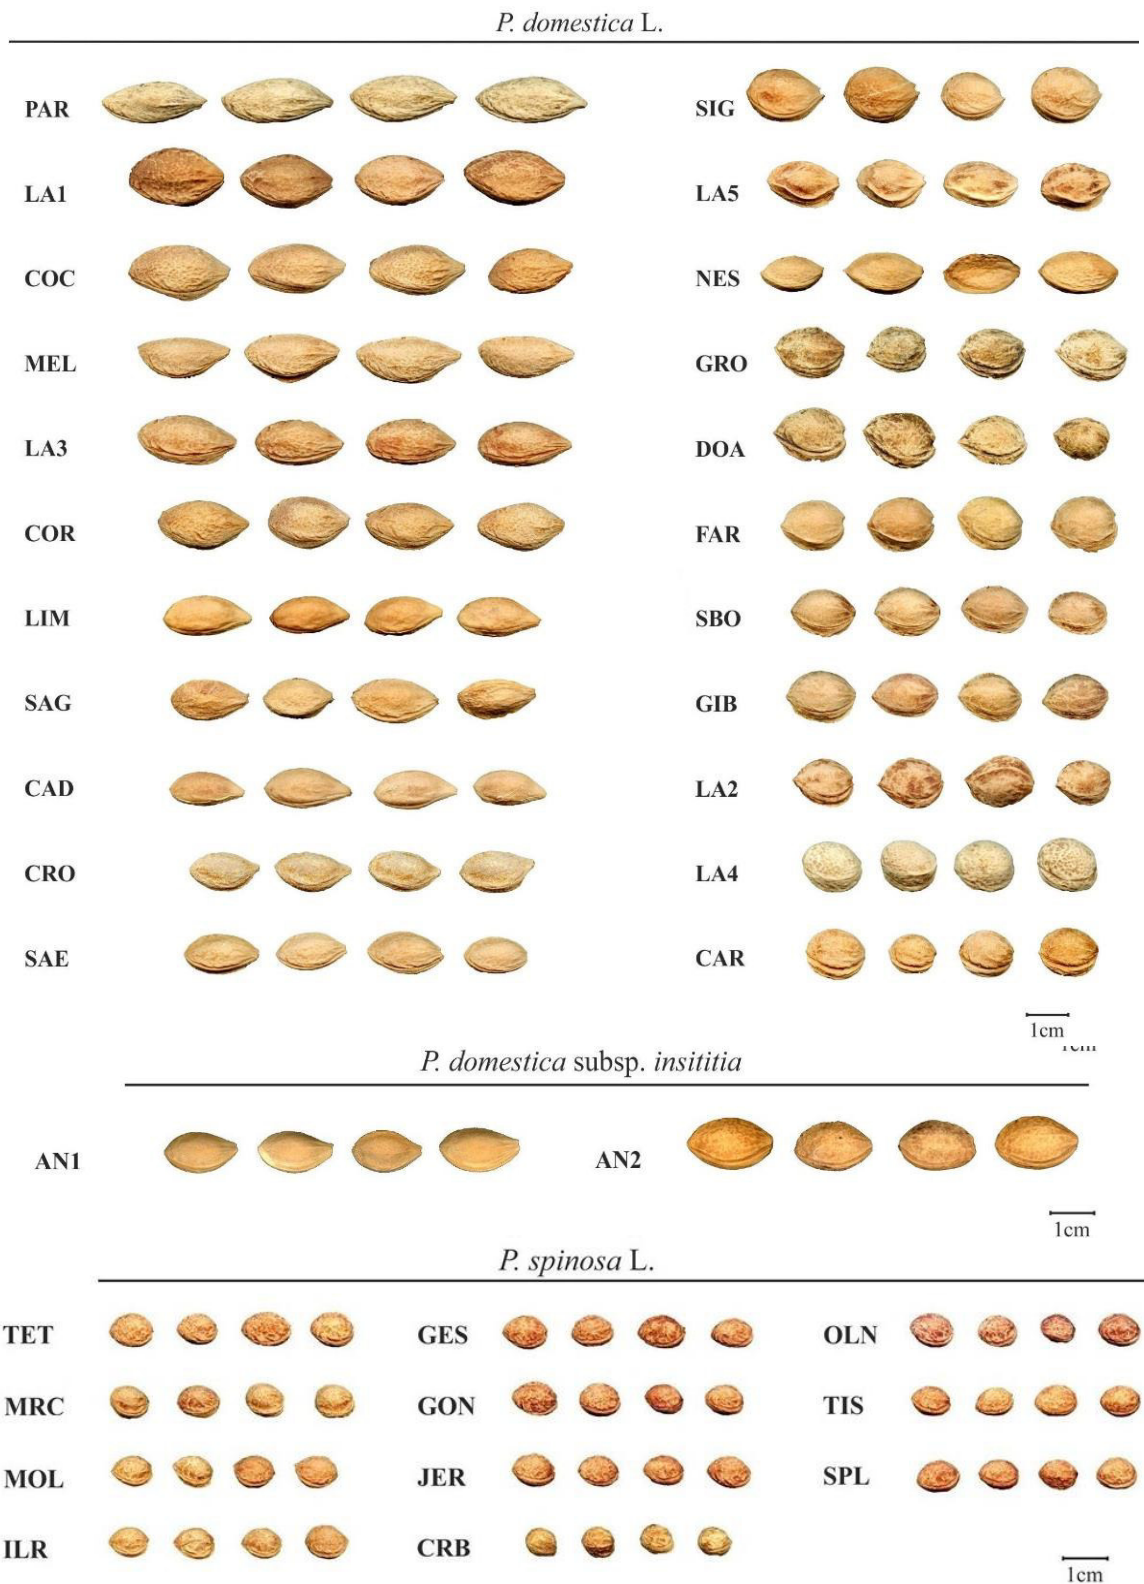 P. domestica L.
PAR
SIG
LA1
LA5
COC
NES
MEL
GRO
LA3
DOA
COR
FAR
LIM
SBO
SAG
GIB
CAD
LA2
CRO
LA4
SAE
CAR
1cm
1cm
P. domestica subsp. insititia
AN1
AN2
1cm
P. spinosa L.
TET
GES
OLN
MRC
GON
TIS
MOL
JER
SPL
ILR
CRB
1cm